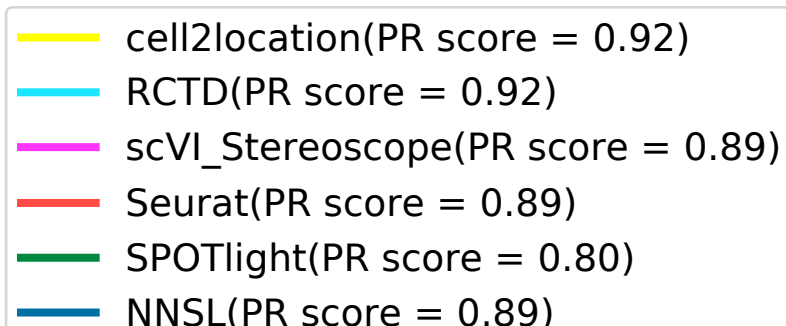 cell2location(PR score = 0.92)
RCTD(PR score = 0.92)
scVI_Stereoscope(PR score = 0.89)
Seurat(PR score = 0.89)
SPOTlight(PR score = 0.80)
NNSL(PR score = 0.89)